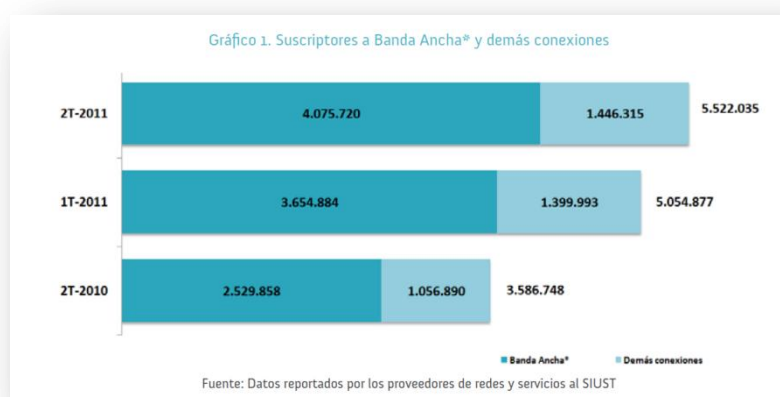 Gráfico 1. Suscriptores a Banda Ancha* y demás conexiones
2T-2011 4.075.720 1.446.315 5.522.035
1T-2011 3.654.884 1.399.993 5.054.877
2T-2010 2.529.858 1.056.890 3.586.748
Banda Ancha* Demás conexiones
Fuente: Datos reportados por los proveedores de redes y servicios al SIUST